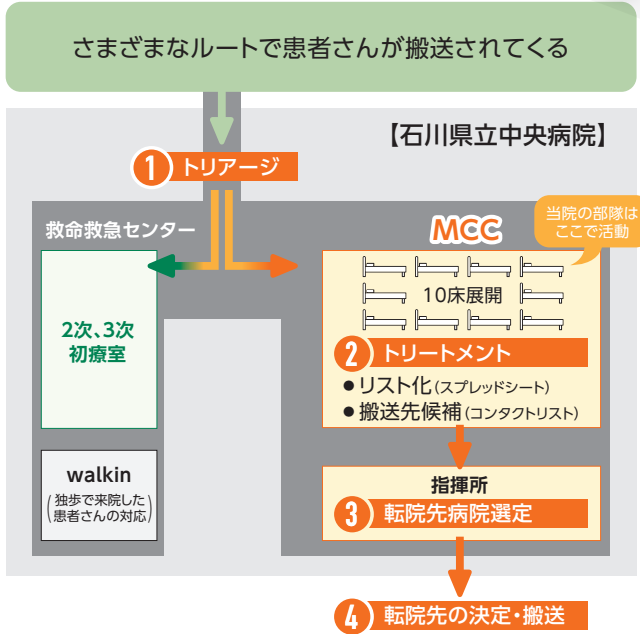 さまざまなルートで患者さんが搬送されてくる
【石川県立中央病院】
1 トリアージ
救命救急センター
MCC
当院の部隊は
ここで活動
2次、3次
初療室
10床展開
2 トリートメント
●リスト化(スプレッドシート)
●搬送先候補(コンタクトリスト)
walkin
(独歩で来院した
患者さんの対応)
指揮所
3 転院先病院選定
4 転院先の決定・搬送